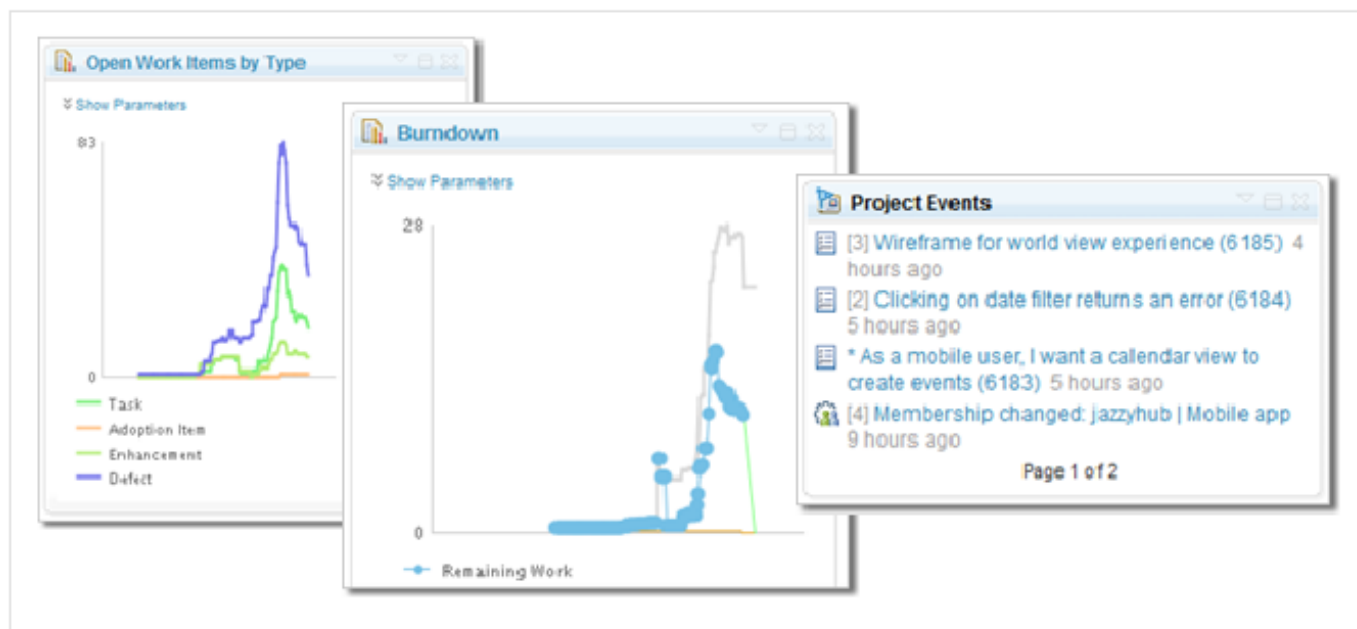 Open Work Items by Type
Show Parameters
83
0
Task
Adoption Item
Enhancement
Defect
Burndown
Show Parameters
28
0
Remaining Work
Project Events
[3] Wireframe for world view experience (6185) 4
hours ago
[2] Clicking on date filter returns an error (6184)
5 hours ago
* As a mobile user, I want a callendar view to
create events (6183) 5 hours ago
[4] Membership changed: jazzyhub | Mobile app
9 hours ago
Page 1 of 2